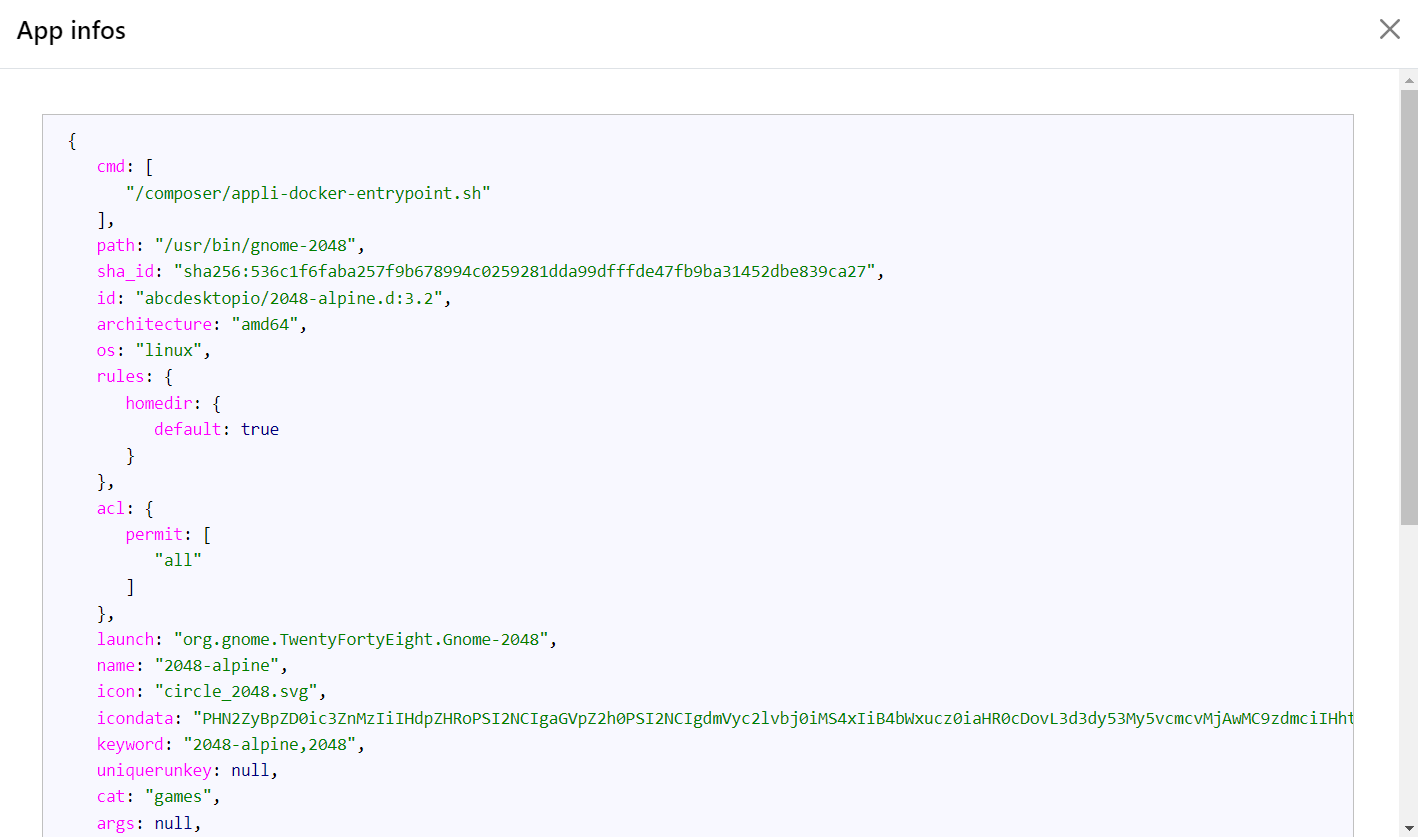 App infos
{
cmd: [
"/composer/appli-docker-entrypoint.sh"
],
path: "/usr/bin/gnome-2048",
sha_id: "sha256:536c1f6faba257f9b678994c0259281dda99dfffde47fb9ba31452dbe839ca27",
id: "abcdesktopio/2048-alpine.d:3.2",
architecture: "amd64",
os: "linux",
rules: {
homedir: {
default: true
}
},
acl: {
permit: [
"all"
]
},
launch: "org.gnome.TwentyFortyEight.Gnome-2048",
name: "2048-alpine",
icon: "circle_2048.svg",
icondata: "PHN2ZyBpZD0ic3ZnMzIiIHdpZHRoPSI2NCIgaGVpZ2h0PSI2NCIgdmVyc2lvbj0iMS4xIiB4bWxucz0iaHR0cDovL3d3dy53My5vcmcvMjAwMC9zdmciIHht
keyword: "2048-alpine,2048",
uniquerunkey: null,
cat: "games",
args: null,